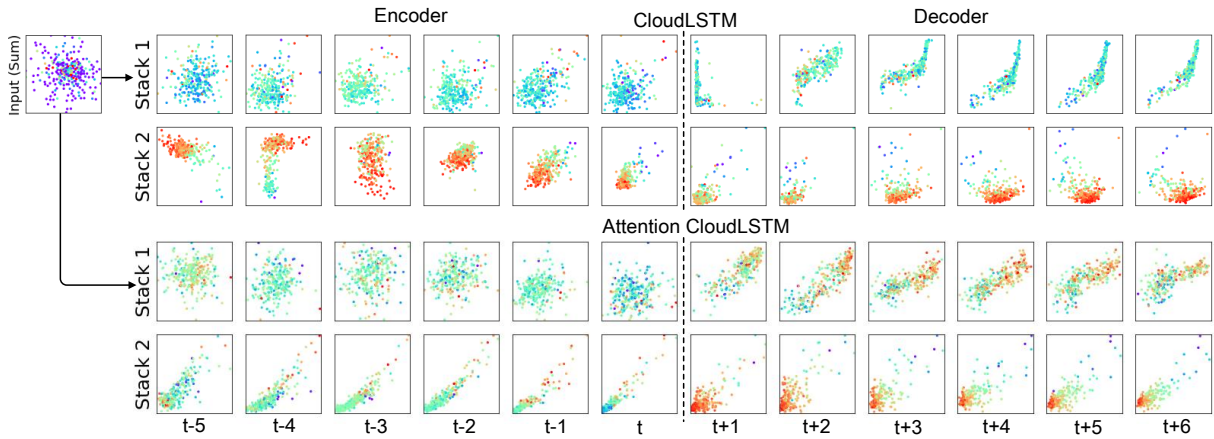 Encoder
CloudLSTM
Decoder
Input (Sum)
Stack 1
Stack 2
Attention CloudLSTM
Stack 1
Stack 2
t-5 t-4 t-3 t-2 t-1 t t+1 t+2 t+3 t+4 t+5 t+6